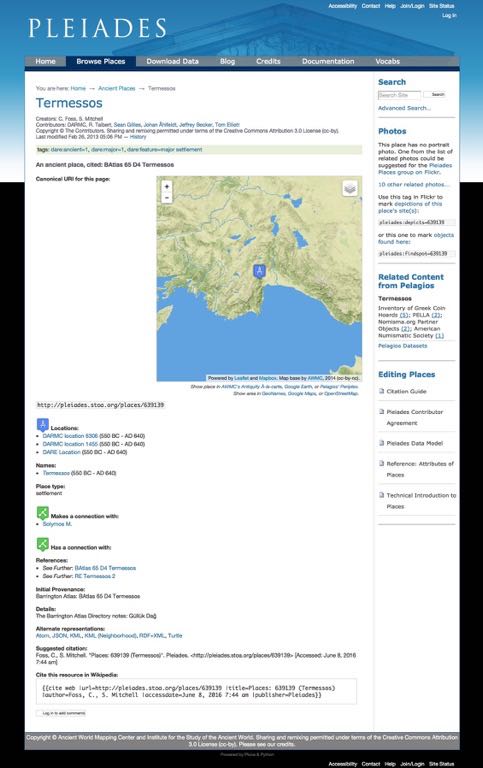 Accessibility Contact Help Join/Login Site Status
Log in
PLEIADES
Home Browse Places Download Data Blog Credits Documentation Vocabs
You are here: Home → Ancient Places → Termessos
Termessos
Creators: C. Foss, S. Mitchell
Contributors: DARMC, R. Talbert, Sean Gillies, Johan Åhlfeldt, Jeffrey Becker, Tom Elliott
Copyright © The Contributors. Sharing and remixing permitted under terms of the Creative Commons Attribution 3.0 License (cc-by).
Last modified Feb 26, 2013 05:06 PM — History
tags: dare:ancient=1, dare:major=1, dare:feature=major settlement
An ancient place, cited: BAtlas 65 D4 Termessos
Canonical URI for this page:
+
−
Powered by Leaflet and Mapbox. Map base by AWMC, 2014 (cc-by-nc).
Show place in AWMC's Antiquity À-la-carte, Google Earth, or Pelagios' Peripleo.
Show area in GeoNames, Google Maps, or OpenStreetMap.
http://pleiades.stoa.org/places/639139
Locations:
DARMC location 9306 (550 BC - AD 640)
DARMC location 1455 (550 BC - AD 640)
DARE Location (550 BC - AD 640)
Names:
Termessos (550 BC - AD 640)
Place type:
settlement
Makes a connection with:
Solymos M.
Has a connection with:
References:
See Further: BAtlas 65 D4 Termessos
See Further: RE Termessos 2
Initial Provenance:
Barrington Atlas: BAtlas 65 D4 Termessos
Details:
The Barrington Atlas Directory notes: Güllük Dağ
Alternate representations:
Atom, JSON, KML, KML (Neighborhood), RDF+XML, Turtle
Suggested citation:
Foss, C., S. Mitchell. "Places: 639139 (Termessos)". Pleiades. <http://pleiades.stoa.org/places/639139> [Accessed: June 8, 2016
7:44 am]
Cite this resource in Wikipedia:
{{cite web |url=http://pleiades.stoa.org/places/639139 |title=Places: 639139 (Termessos)
|author=Foss, C., S. Mitchell |accessdate=June 8, 2016 7:44 am |publisher=Pleiades}}
Log in to add comments
Search
Search Site Search
Advanced Search…
Photos
This place has no portrait
photo. One from the list of
related photos could be
suggested for the Pleiades
Places group on Flickr.
10 other related photos…
Use this tag in Flickr to
mark depictions of this
place's site(s):
pleiades:depicts=639139
or this one to mark objects
found here:
pleiades:findspot=639139
Related Content
from Pelagios
Termessos
Inventory of Greek Coin
Hoards (5); PELLA (2);
Nomisma.org Partner
Objects (2); American
Numismatic Society (1)
Pelagios Datasets
Editing Places
Citation Guide
Pleiades Contributor
Agreement
Pleiades Data Model
Reference: Attributes of
Places
Technical Introduction to
Places
Copyright © Ancient World Mapping Center and Institute for the Study of the Ancient World. Sharing and remixing permitted under terms of the Creative Commons Attribution
3.0 License (cc-by). Please see our credits.
Powered by Plone & Python
Accessibility Contact Help Join/Login Site Status